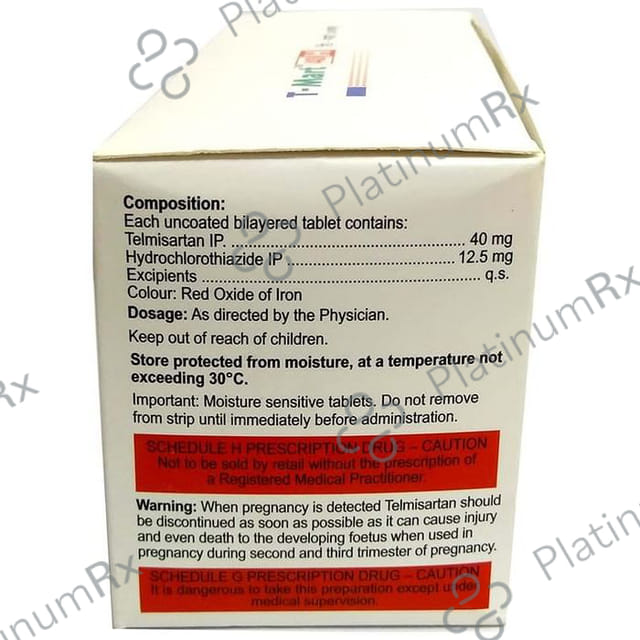 T-Mart
Composition:
Each uncoated bilayered tablet contains:
Telmisartan IP. ........................................... 40 mg
Hydrochlorothiazide IP ............................... 12.5 mg
Excipients ..................................................... q.s.
Colour: Red Oxide of Iron
Dosage: As directed by the Physician.
Keep out of reach of children.
Store protected from moisture, at a temperature not
exceeding 30°C.
Important: Moisture sensitive tablets. Do not remove
from strip until immediately before administration.
SCHEDULE H PRESCRIPTION DRUG – CAUTION
Not to be sold by retail without the prescription of
a Registered Medical Practitioner.
Warning: When pregnancy is detected Telmisartan should
be discontinued as soon as possible as it can cause injury
and even death to the developing foetus when used in
pregnancy during second and third trimester of pregnancy.
SCHEDULE G PRESCRIPTION DRUG – CAUTION
It is dangerous to take this preparation except under
medical supervision.
PlatinumRx
PlatinumRx
PlatinumRx
PlatinumRx
Platinum
Rx
inumRx